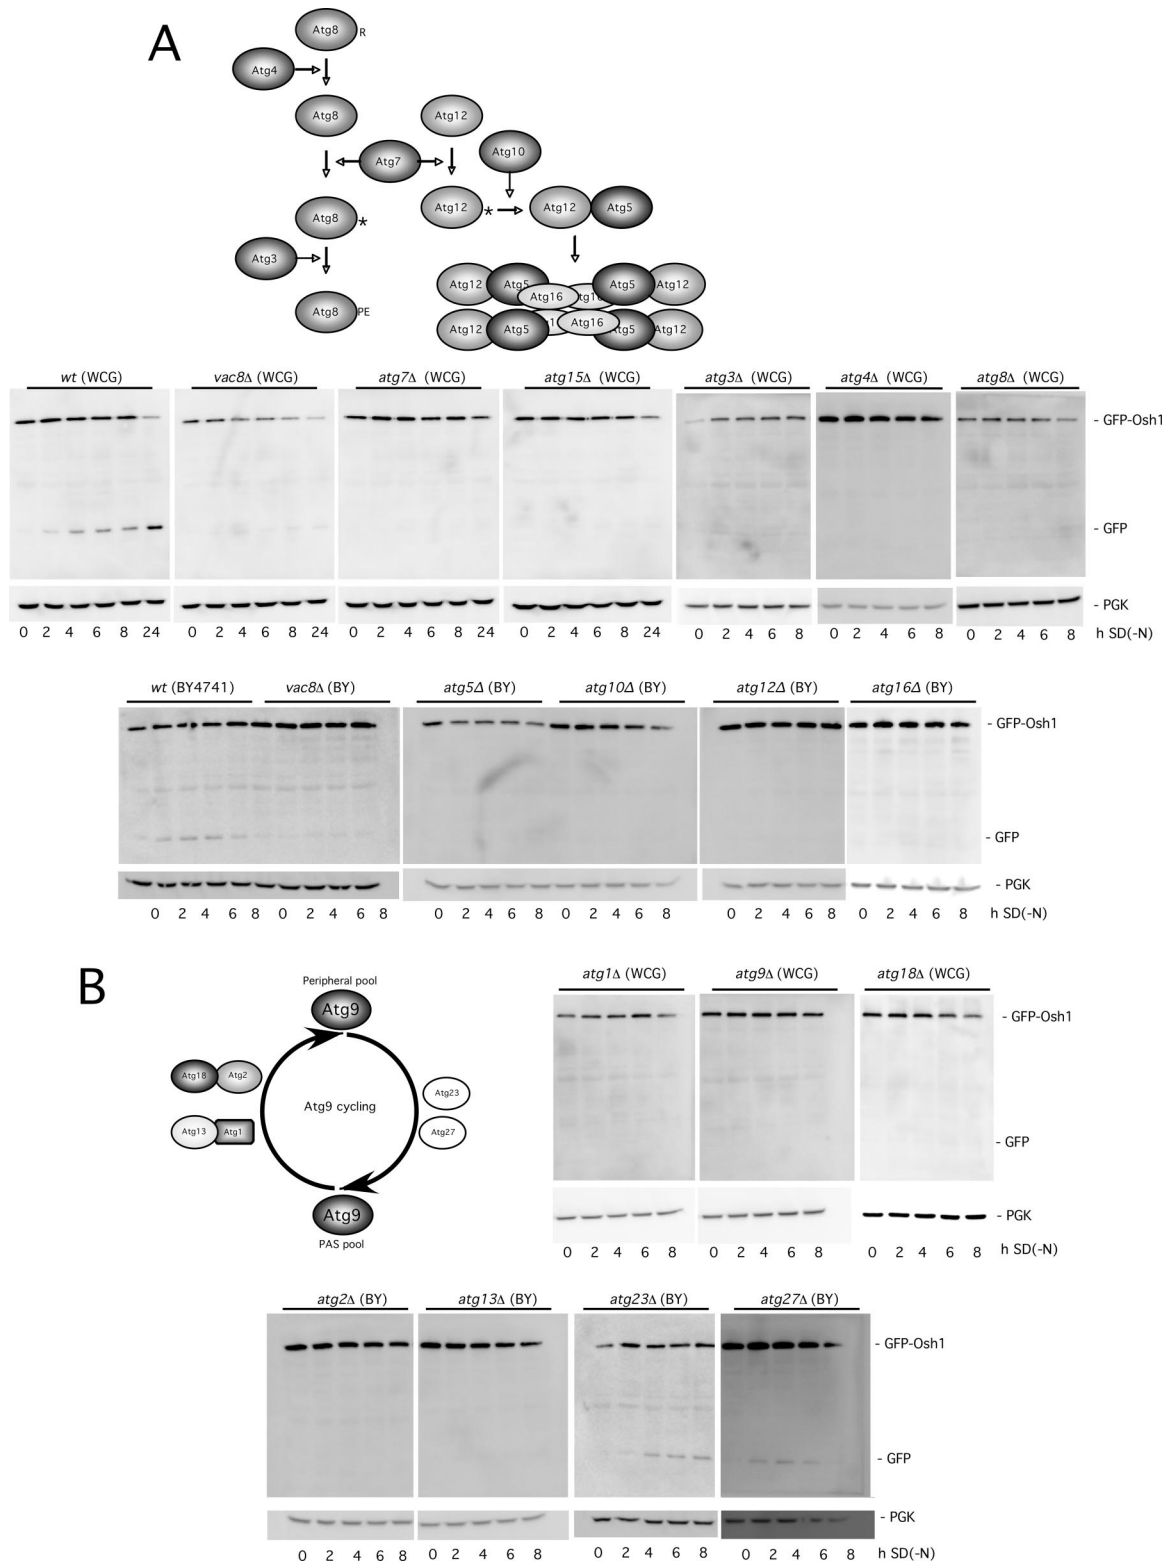 A
Atg8 R
Atg4
Atg8
Atg12
Atg7
Atg10
Atg8 *
Atg12 *
Atg12 Atg5
Atg3
Atg8 PE
Atg12 Atg5 Atg5 Atg12
Atg16
Atg12 Atg5 Atg16 Atg5 Atg12
wt (WCG) vac8Δ (WCG) atg7Δ (WCG) atg15Δ (WCG) atg3Δ (WCG) atg4Δ (WCG) atg8Δ (WCG)
- GFP-Osh1
- GFP
- PGK
0 2 4 6 8 24 0 2 4 6 8 24 0 2 4 6 8 24 0 2 4 6 8 24 0 2 4 6 8 0 2 4 6 8 0 2 4 6 8 h SD(-N)
wt (BY4741) vac8Δ (BY) atg5Δ (BY) atg10Δ (BY) atg12Δ (BY) atg16Δ (BY)
- GFP-Osh1
- GFP
- PGK
0 2 4 6 8 0 2 4 6 8 0 2 4 6 8 0 2 4 6 8 0 2 4 6 8 0 2 4 6 8 h SD(-N)
B
Peripheral pool
Atg9
Atg18 Atg2
Atg23
Atg9 cycling
Atg13 Atg1
Atg27
Atg9
PAS pool
atg1Δ (WCG) atg9Δ (WCG) atg18Δ (WCG)
- GFP-Osh1
- GFP
- PGK
0 2 4 6 8 0 2 4 6 8 0 2 4 6 8 h SD(-N)
atg2Δ (BY) atg13Δ (BY) atg23Δ (BY) atg27Δ (BY)
- GFP-Osh1
- GFP
- PGK
0 2 4 6 8 0 2 4 6 8 0 2 4 6 8 0 2 4 6 8 h SD(-N)